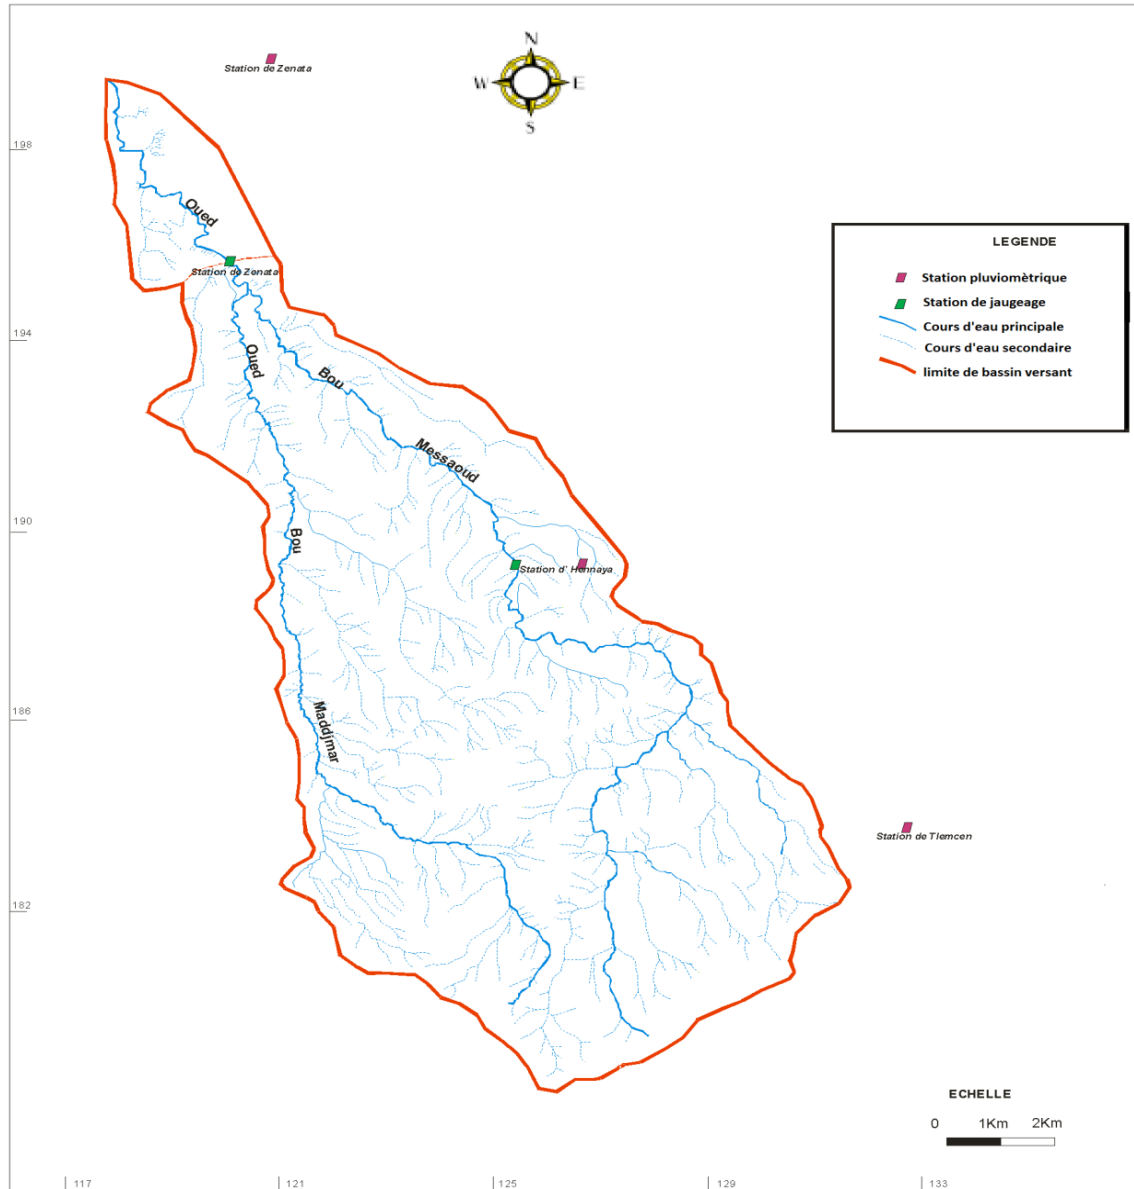 N
W E
S
Station de Zenata
198
Oued
Station de Zenata
LEGENDE
Station pluviomètrique
Station de jaugeage
Cours d'eau principale
Cours d'eau secondaire
limite de bassin versant
194
Oued
Bou
Messaoud
190
Bou
Station d' Hennaya
186
Maddjmar
Station de Tlemcen
182
ECHELLE
0 1Km 2Km
117 121 125 129 133